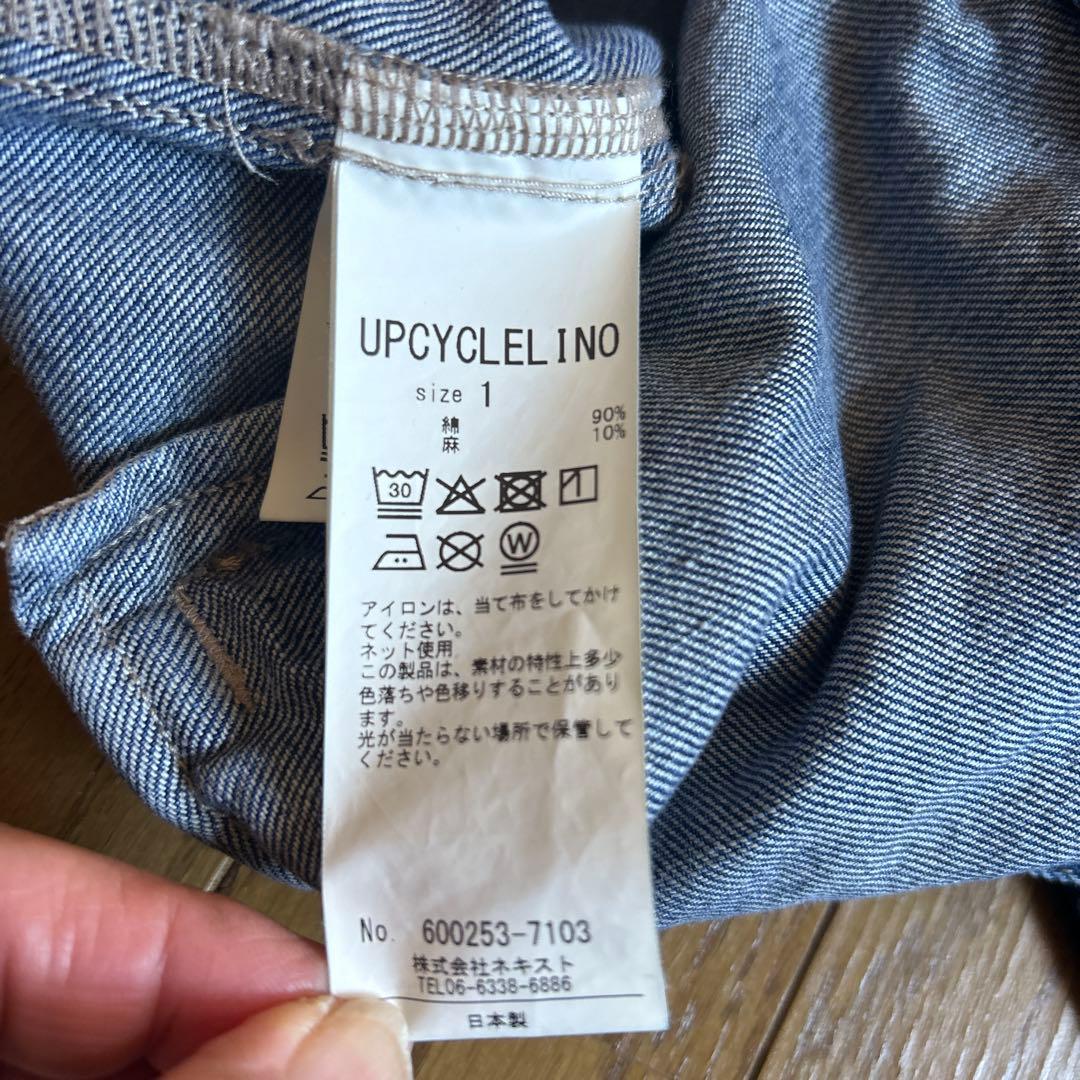 UPCYCLELINO
size 1
綿 90%
麻 10%
30
W
アイロンは、当て布をしてかけ
てください。
ネット使用
この製品は、素材の特性上多少
色落ちや色移りすることがあり
ます。
光が当たらない場所で保管して
ください。
No. 600253-7103
株式会社ネキスト
TEL06-6338-6886
日本製